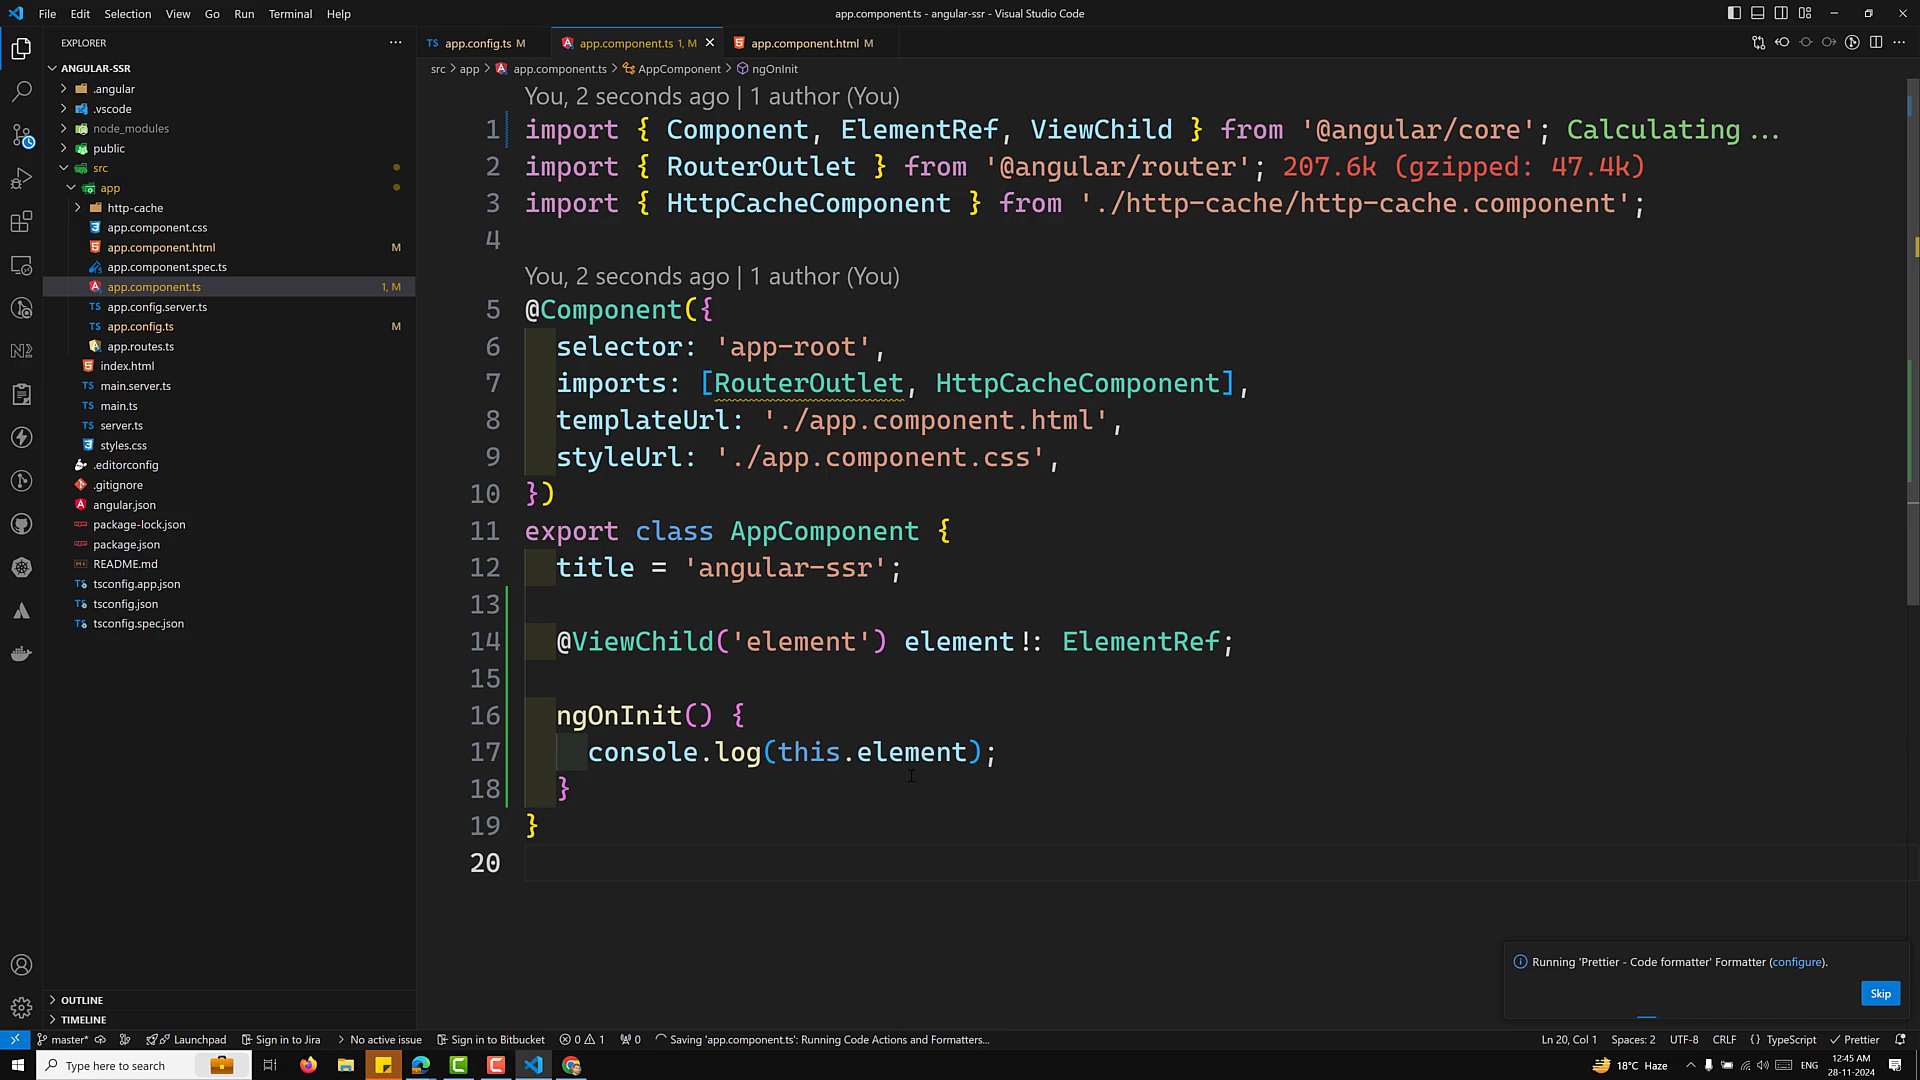 File Edit Selection View Go Run Terminal Help
app.component.ts - angular-ssr - Visual Studio Code
EXPLORER
ANGULAR-SSR
.angular
.vscode
node_modules
public
src
app
http-cache
app.component.css
app.component.html M
app.component.spec.ts
app.component.ts 1, M
app.config.server.ts
TS app.config.ts M
app.routes.ts
index.html
TS main.server.ts
TS main.ts
TS server.ts
styles.css
.editorconfig
.gitignore
angular.json
package-lock.json
package.json
README.md
tsconfig.app.json
tsconfig.json
tsconfig.spec.json
OUTLINE
TIMELINE
TS app.config.ts M
app.component.ts 1, M
app.component.html M
src > app > app.component.ts > AppComponent > ngOnInit
You, 2 seconds ago | 1 author (You)
1 import { Component, ElementRef, ViewChild } from '@angular/core'; Calculating...
2 import { RouterOutlet } from '@angular/router'; 207.6k (gzipped: 47.4k)
3 import { HttpCacheComponent } from './http-cache/http-cache.component';
4
You, 2 seconds ago | 1 author (You)
5 @Component({
6 selector: 'app-root',
7 imports: [RouterOutlet, HttpCacheComponent],
8 templateUrl: './app.component.html',
9 styleUrl: './app.component.css',
10 })
11 export class AppComponent {
12 title = 'angular-ssr';
13
14 @ViewChild('element') element!: ElementRef;
15
16 ngOnInit() {
17 console.log(this.element);
18 }
19 }
20
Running 'Prettier - Code formatter' Formatter (configure).
Skip
master* Launchpad Sign in to Jira No active issue Sign in to Bitbucket 0 1 0 Saving 'app.component.ts': Running Code Actions and Formatters...
Ln 20, Col 1 Spaces: 2 UTF-8 CRLF {} TypeScript Prettier
Type here to search
18°C Haze
ENG
12:45 AM
28-11-2024